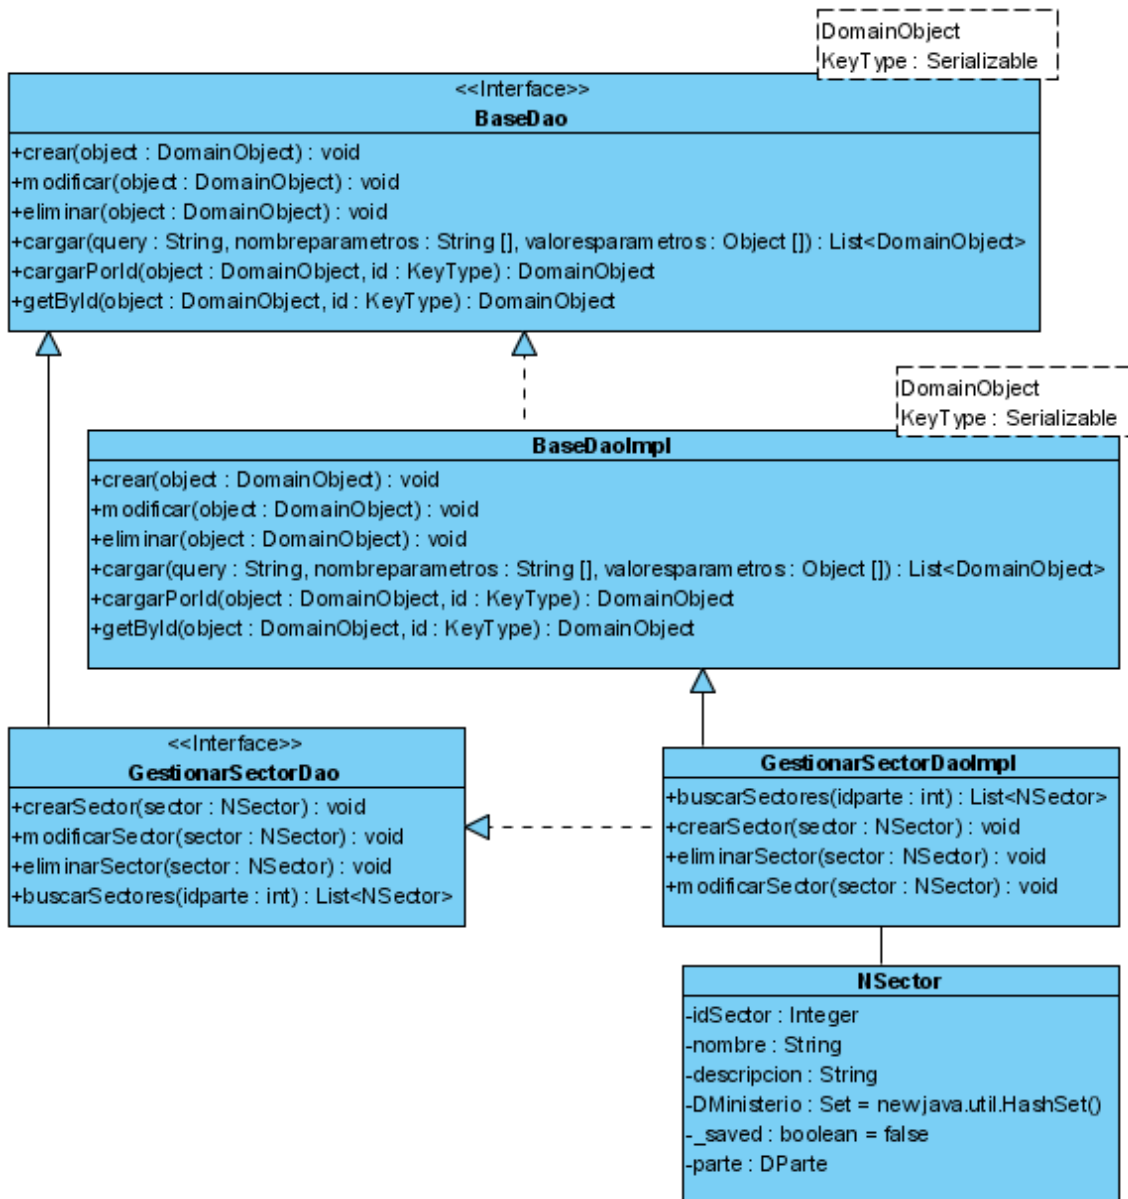 DomainObject
KeyType : Serializable
<<Interface>>
BaseDao
+crear(object : DomainObject) : void
+modificar(object : DomainObject) : void
+eliminar(object : DomainObject) : void
+cargar(query : String, nombreparametros : String [], valoresparametros : Object []) : List<DomainObject>
+cargarPorId(object : DomainObject, id : KeyType) : DomainObject
+getById(object : DomainObject, id : KeyType) : DomainObject
DomainObject
KeyType : Serializable
BaseDaoImpl
+crear(object : DomainObject) : void
+modificar(object : DomainObject) : void
+eliminar(object : DomainObject) : void
+cargar(query : String, nombreparametros : String [], valoresparametros : Object []) : List<DomainObject>
+cargarPorId(object : DomainObject, id : KeyType) : DomainObject
+getById(object : DomainObject, id : KeyType) : DomainObject
<<Interface>>
GestionarSectorDao
+crearSector(sector : NSector) : void
+modificarSector(sector : NSector) : void
+eliminarSector(sector : NSector) : void
+buscarSectores(idparte : int) : List<NSector>
GestionarSectorDaoImpl
+buscarSectores(idparte : int) : List<NSector>
+crearSector(sector : NSector) : void
+eliminarSector(sector : NSector) : void
+modificarSector(sector : NSector) : void
NSector
-idSector : Integer
-nombre : String
-descripcion : String
-DMinisterio : Set = new java.util.HashSet()
-_saved : boolean = false
-parte : DParte